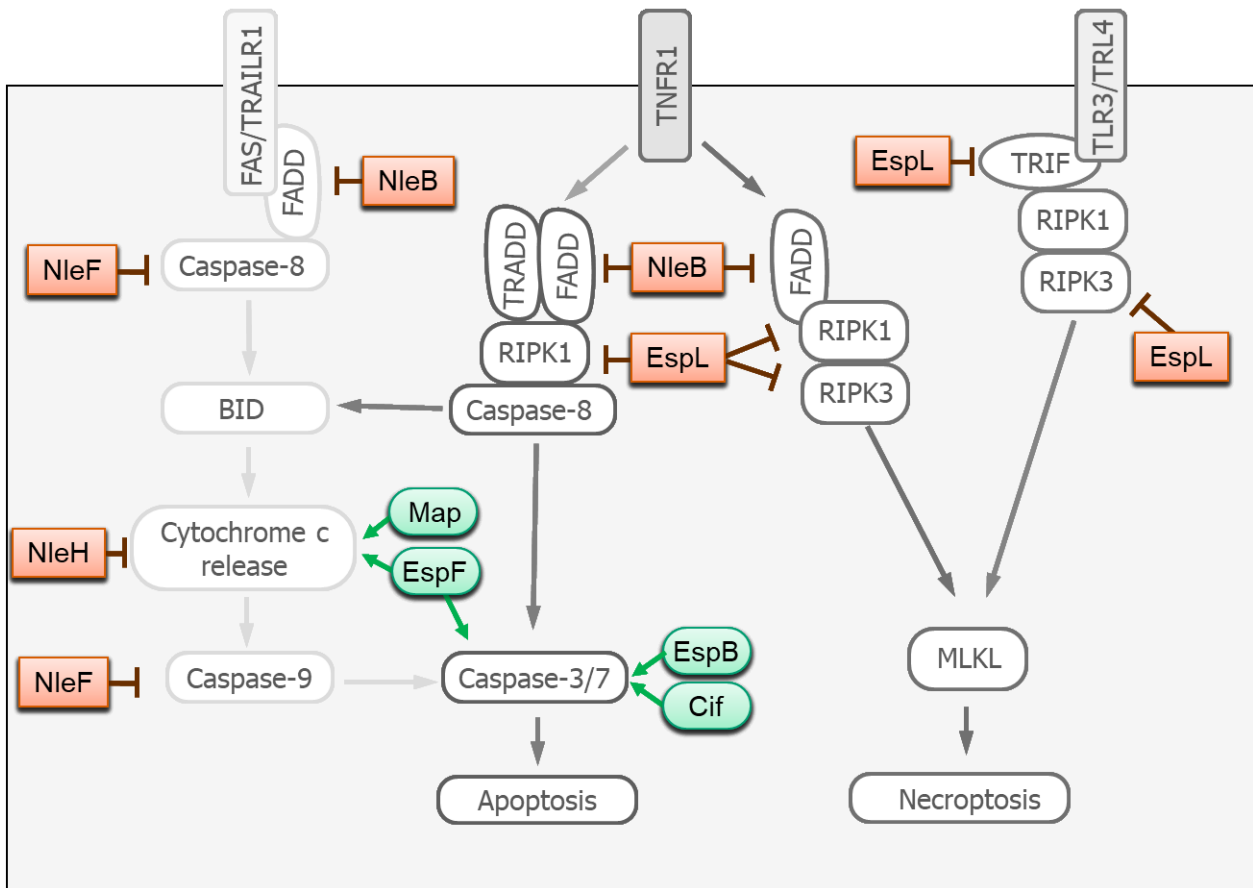 FAS/TRAILR1
TNFR1
TLR3/TRL4
FADD
NleB
EspL
TRIF
RIPK1
RIPK3
NleF
Caspase-8
TRADD
FADD
NleB
FADD
RIPK1
EspL
RIPK1
RIPK3
Caspase-8
EspL
BID
Map
Cytochrome c
release
NleH
EspF
EspB
NleF
Caspase-9
Caspase-3/7
Cif
MLKL
Apoptosis
Necroptosis